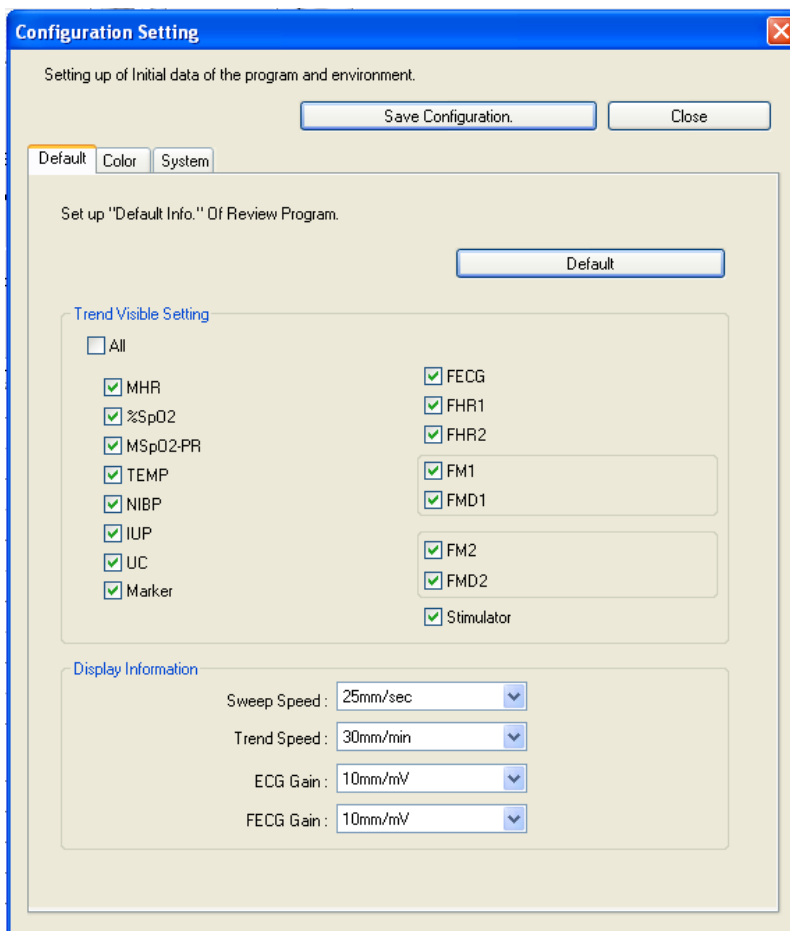 Configuration Setting
Setting up of Initial data of the program and environment.
Save Configuration.
Close
Default
Color
System
Set up "Default Info." Of Review Program.
Default
Trend Visible Setting
All
MHR
%SpO2
MSpO2-PR
TEMP
NIBP
IUP
UC
Marker
FECG
FHR1
FHR2
FM1
FMD1
FM2
FMD2
Stimulator
Display Information
Sweep Speed : 25mm/sec
Trend Speed : 30mm/min
ECG Gain : 10mm/mV
FECG Gain : 10mm/mV